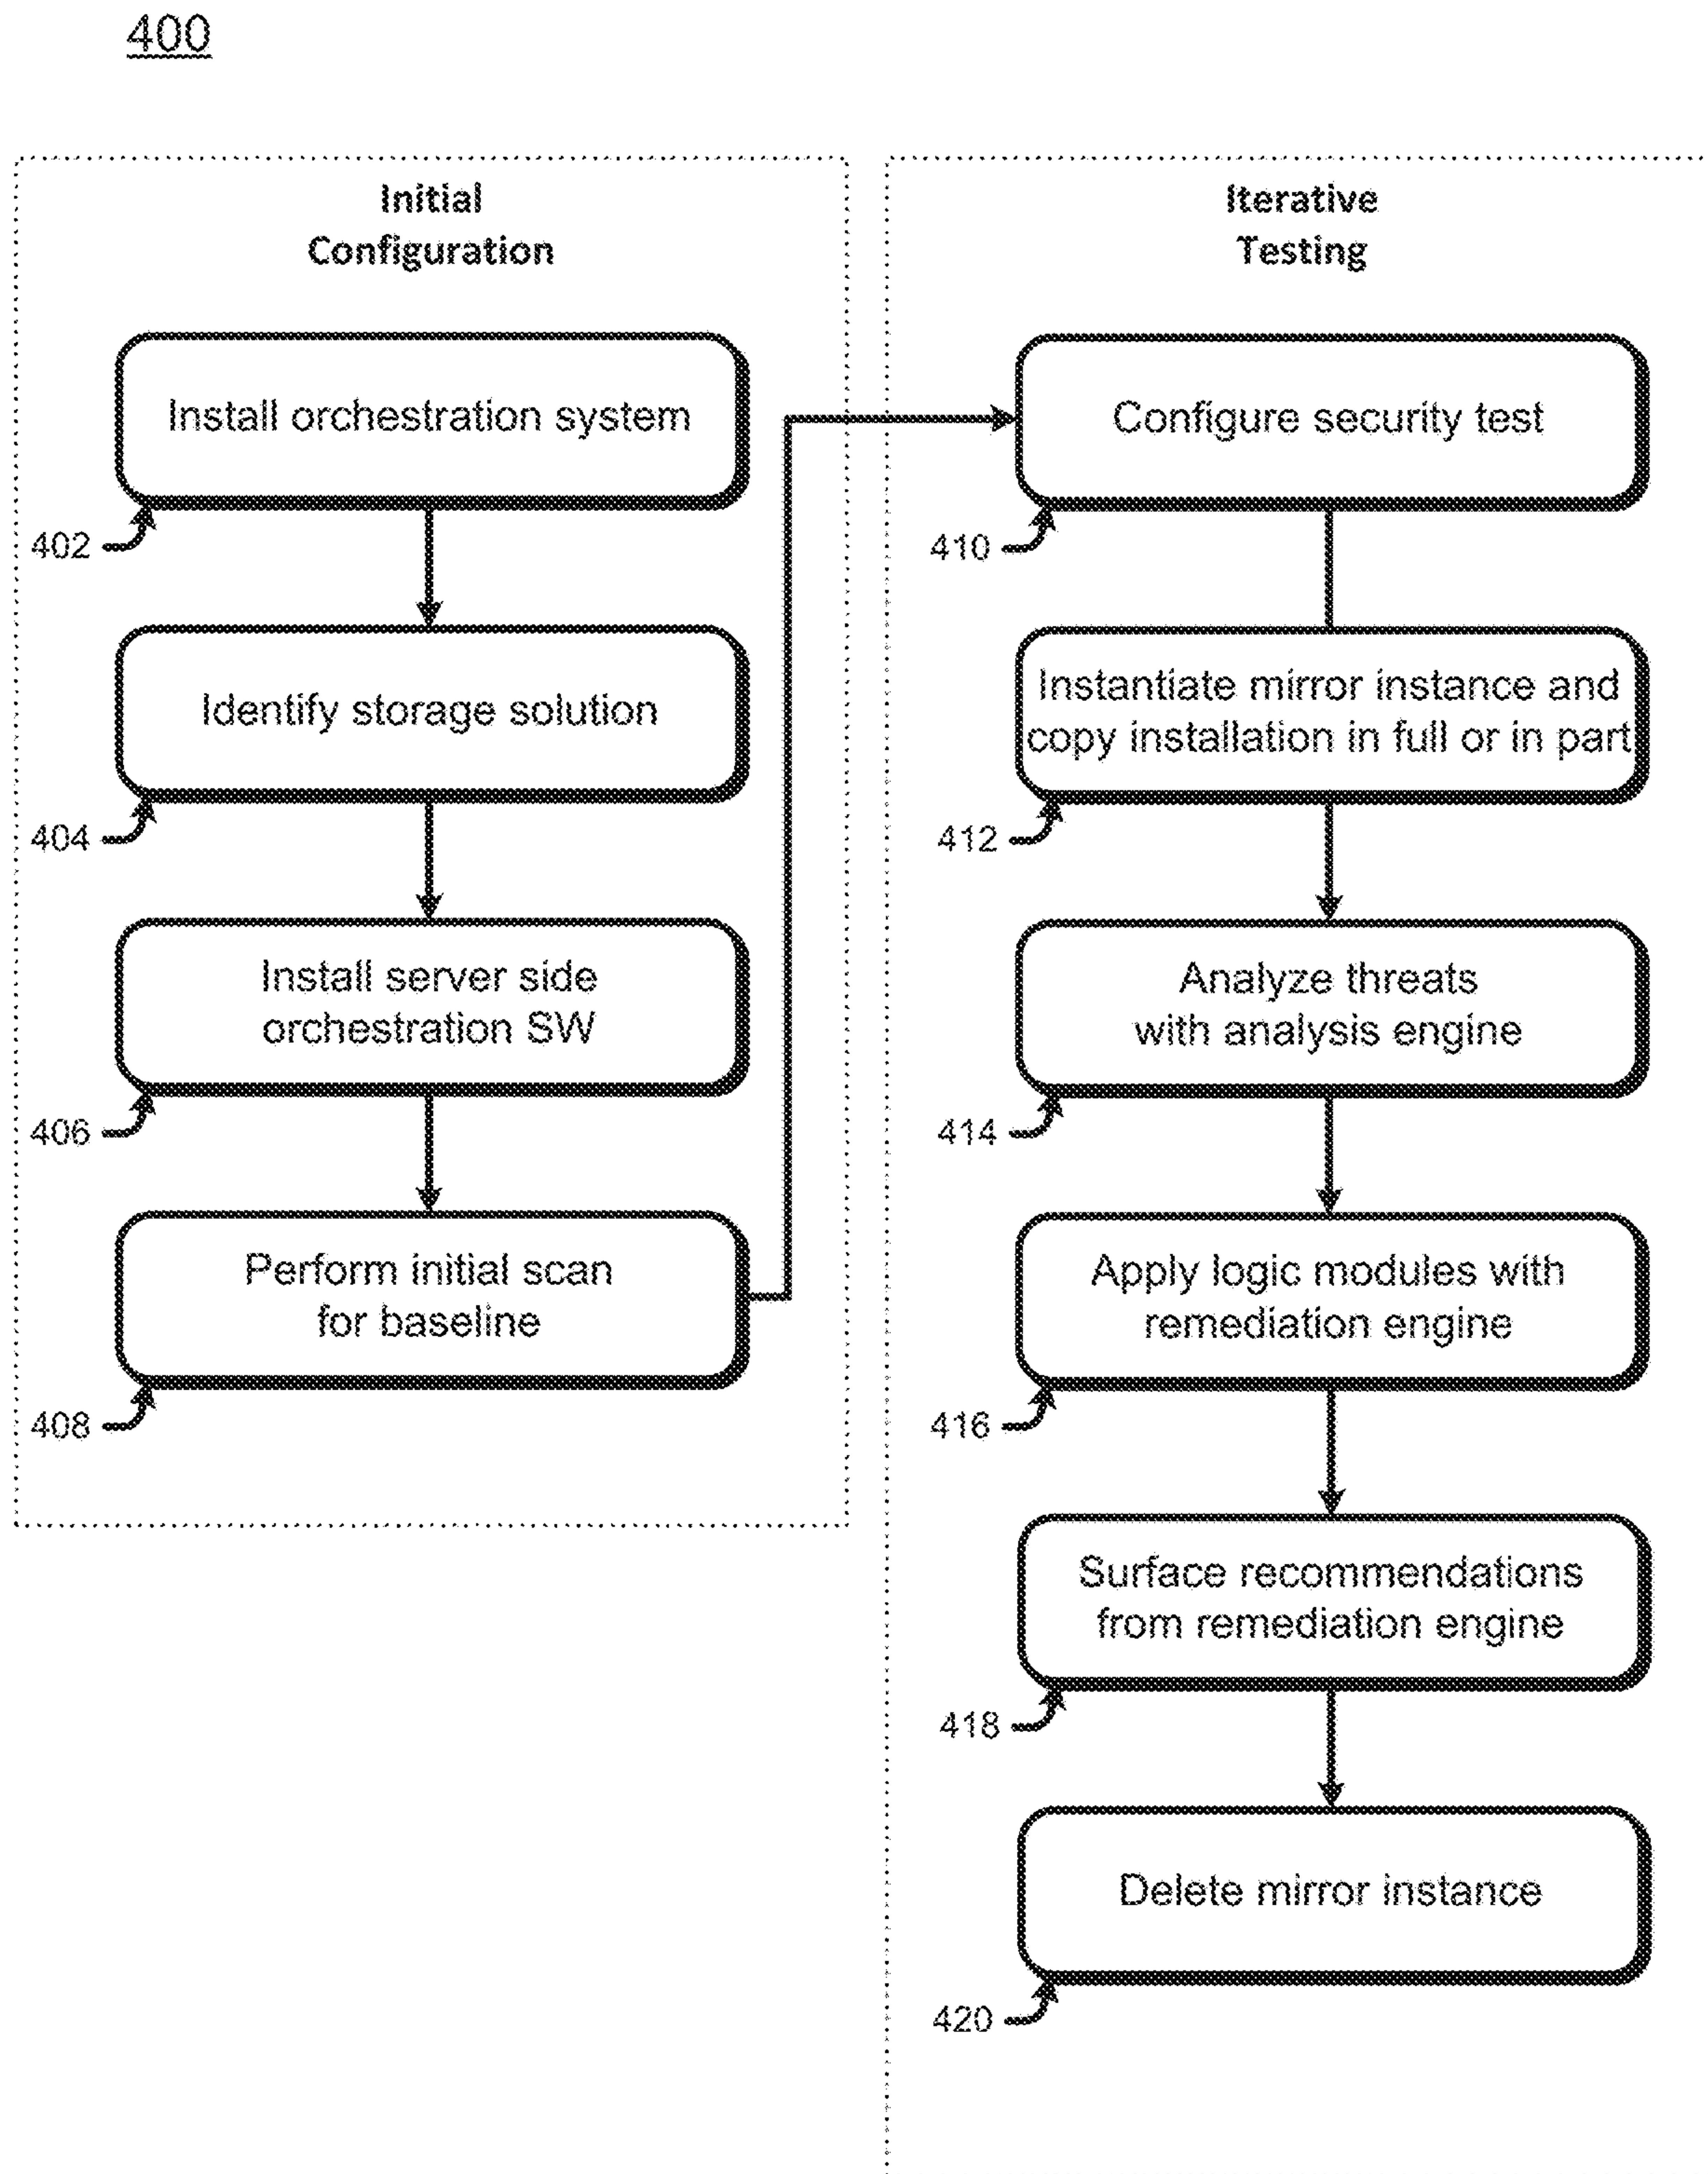 400
Initial
Configuration
Install orchestration system
402
Identify storage solution
404
Install server side
orchestration SW
406
Perform initial scan
for baseline
408
Iterative
Testing
Configure security test
410
Instantiate mirror instance and
copy installation in full or in part
412
Analyze threats
with analysis engine
414
Apply logic modules with
remediation engine
416
Surface recommendations
from remediation engine
418
Delete mirror instance
420